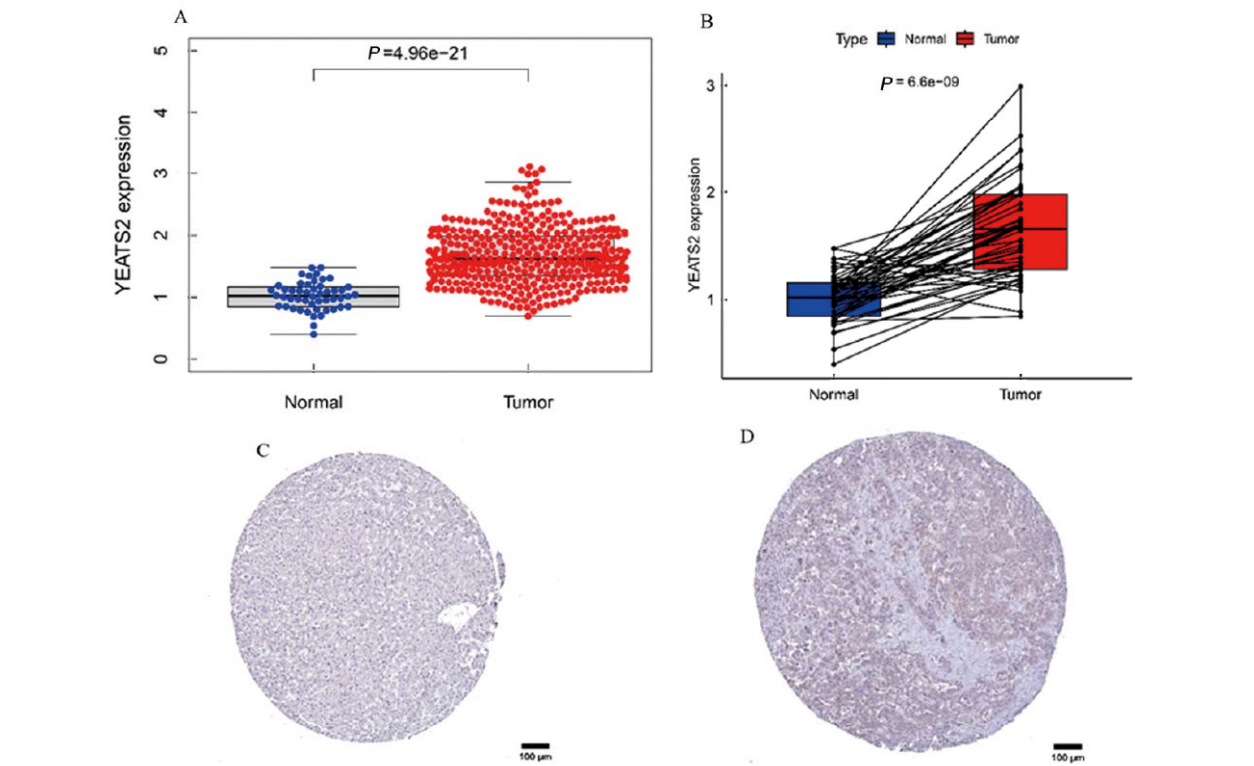 A
P=4.96e−21
YEATS2 expression
5
4
3
2
1
0
Normal
Tumor
B
Type Normal Tumor
P = 6.6e−09
YEATS2 expression
3
2
1
Normal
Tumor
C
100 μm
D
100 μm